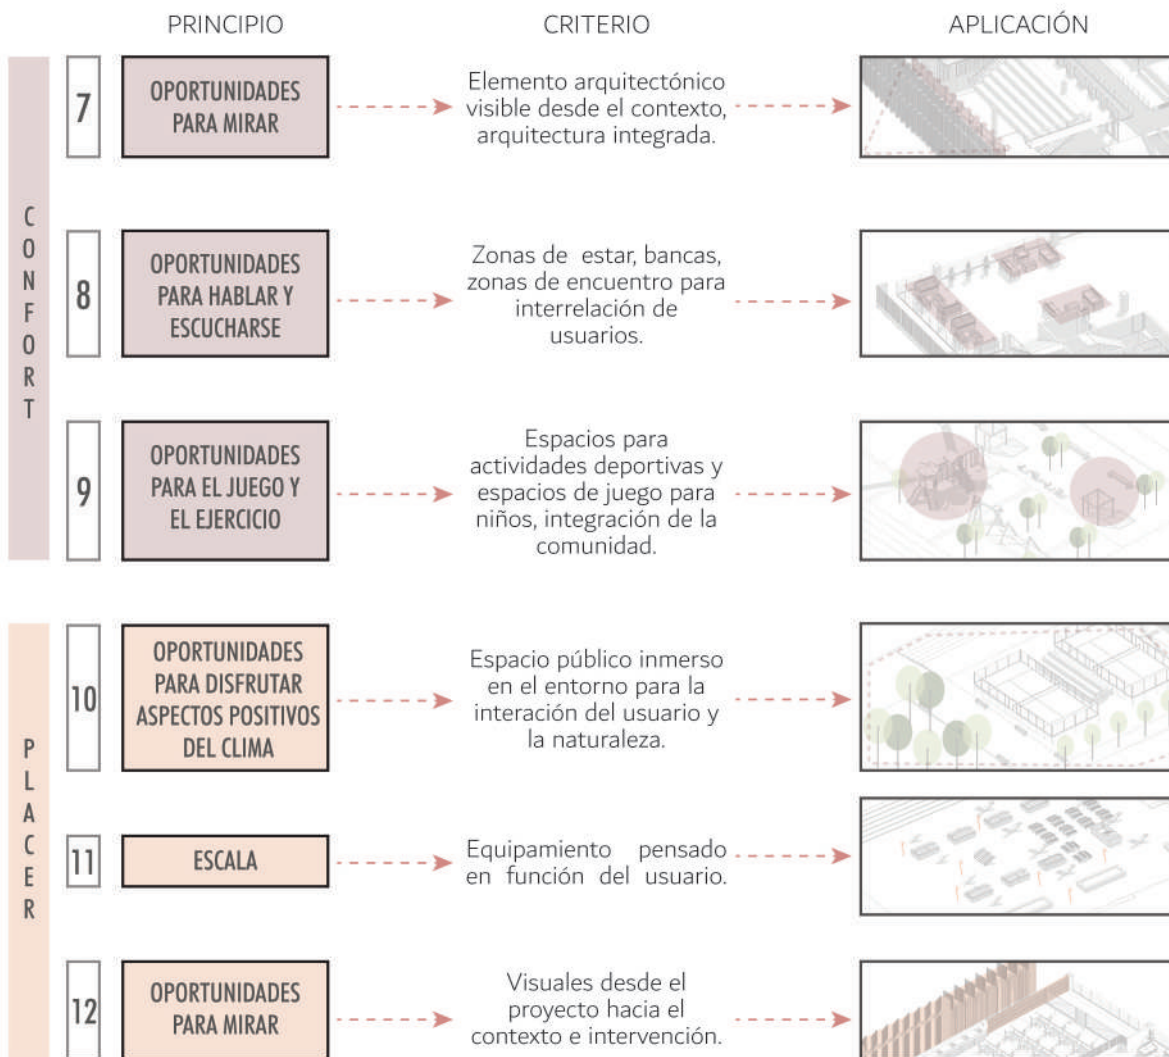 PRINCIPIO
CRITERIO
APLICACIÓN
CONFORT
7
OPORTUNIDADES
PARA MIRAR
Elemento arquitectónico
visible desde el contexto,
arquitectura integrada.
8
OPORTUNIDADES
PARA HABLAR Y
ESCUCHARSE
Zonas de estar, bancas,
zonas de encuentro para
interrelación de
usuarios.
9
OPORTUNIDADES
PARA EL JUEGO Y
EL EJERCICIO
Espacios para
actividades deportivas y
espacios de juego para
niños, integración de la
comunidad.
PLACER
10
OPORTUNIDADES
PARA DISFRUTAR
ASPECTOS POSITIVOS
DEL CLIMA
Espacio público inmerso
en el entorno para la
interación del usuario y
la naturaleza.
11
ESCALA
Equipamiento pensado
en función del usuario.
12
OPORTUNIDADES
PARA MIRAR
Visuales desde el
proyecto hacia el
contexto e intervención.